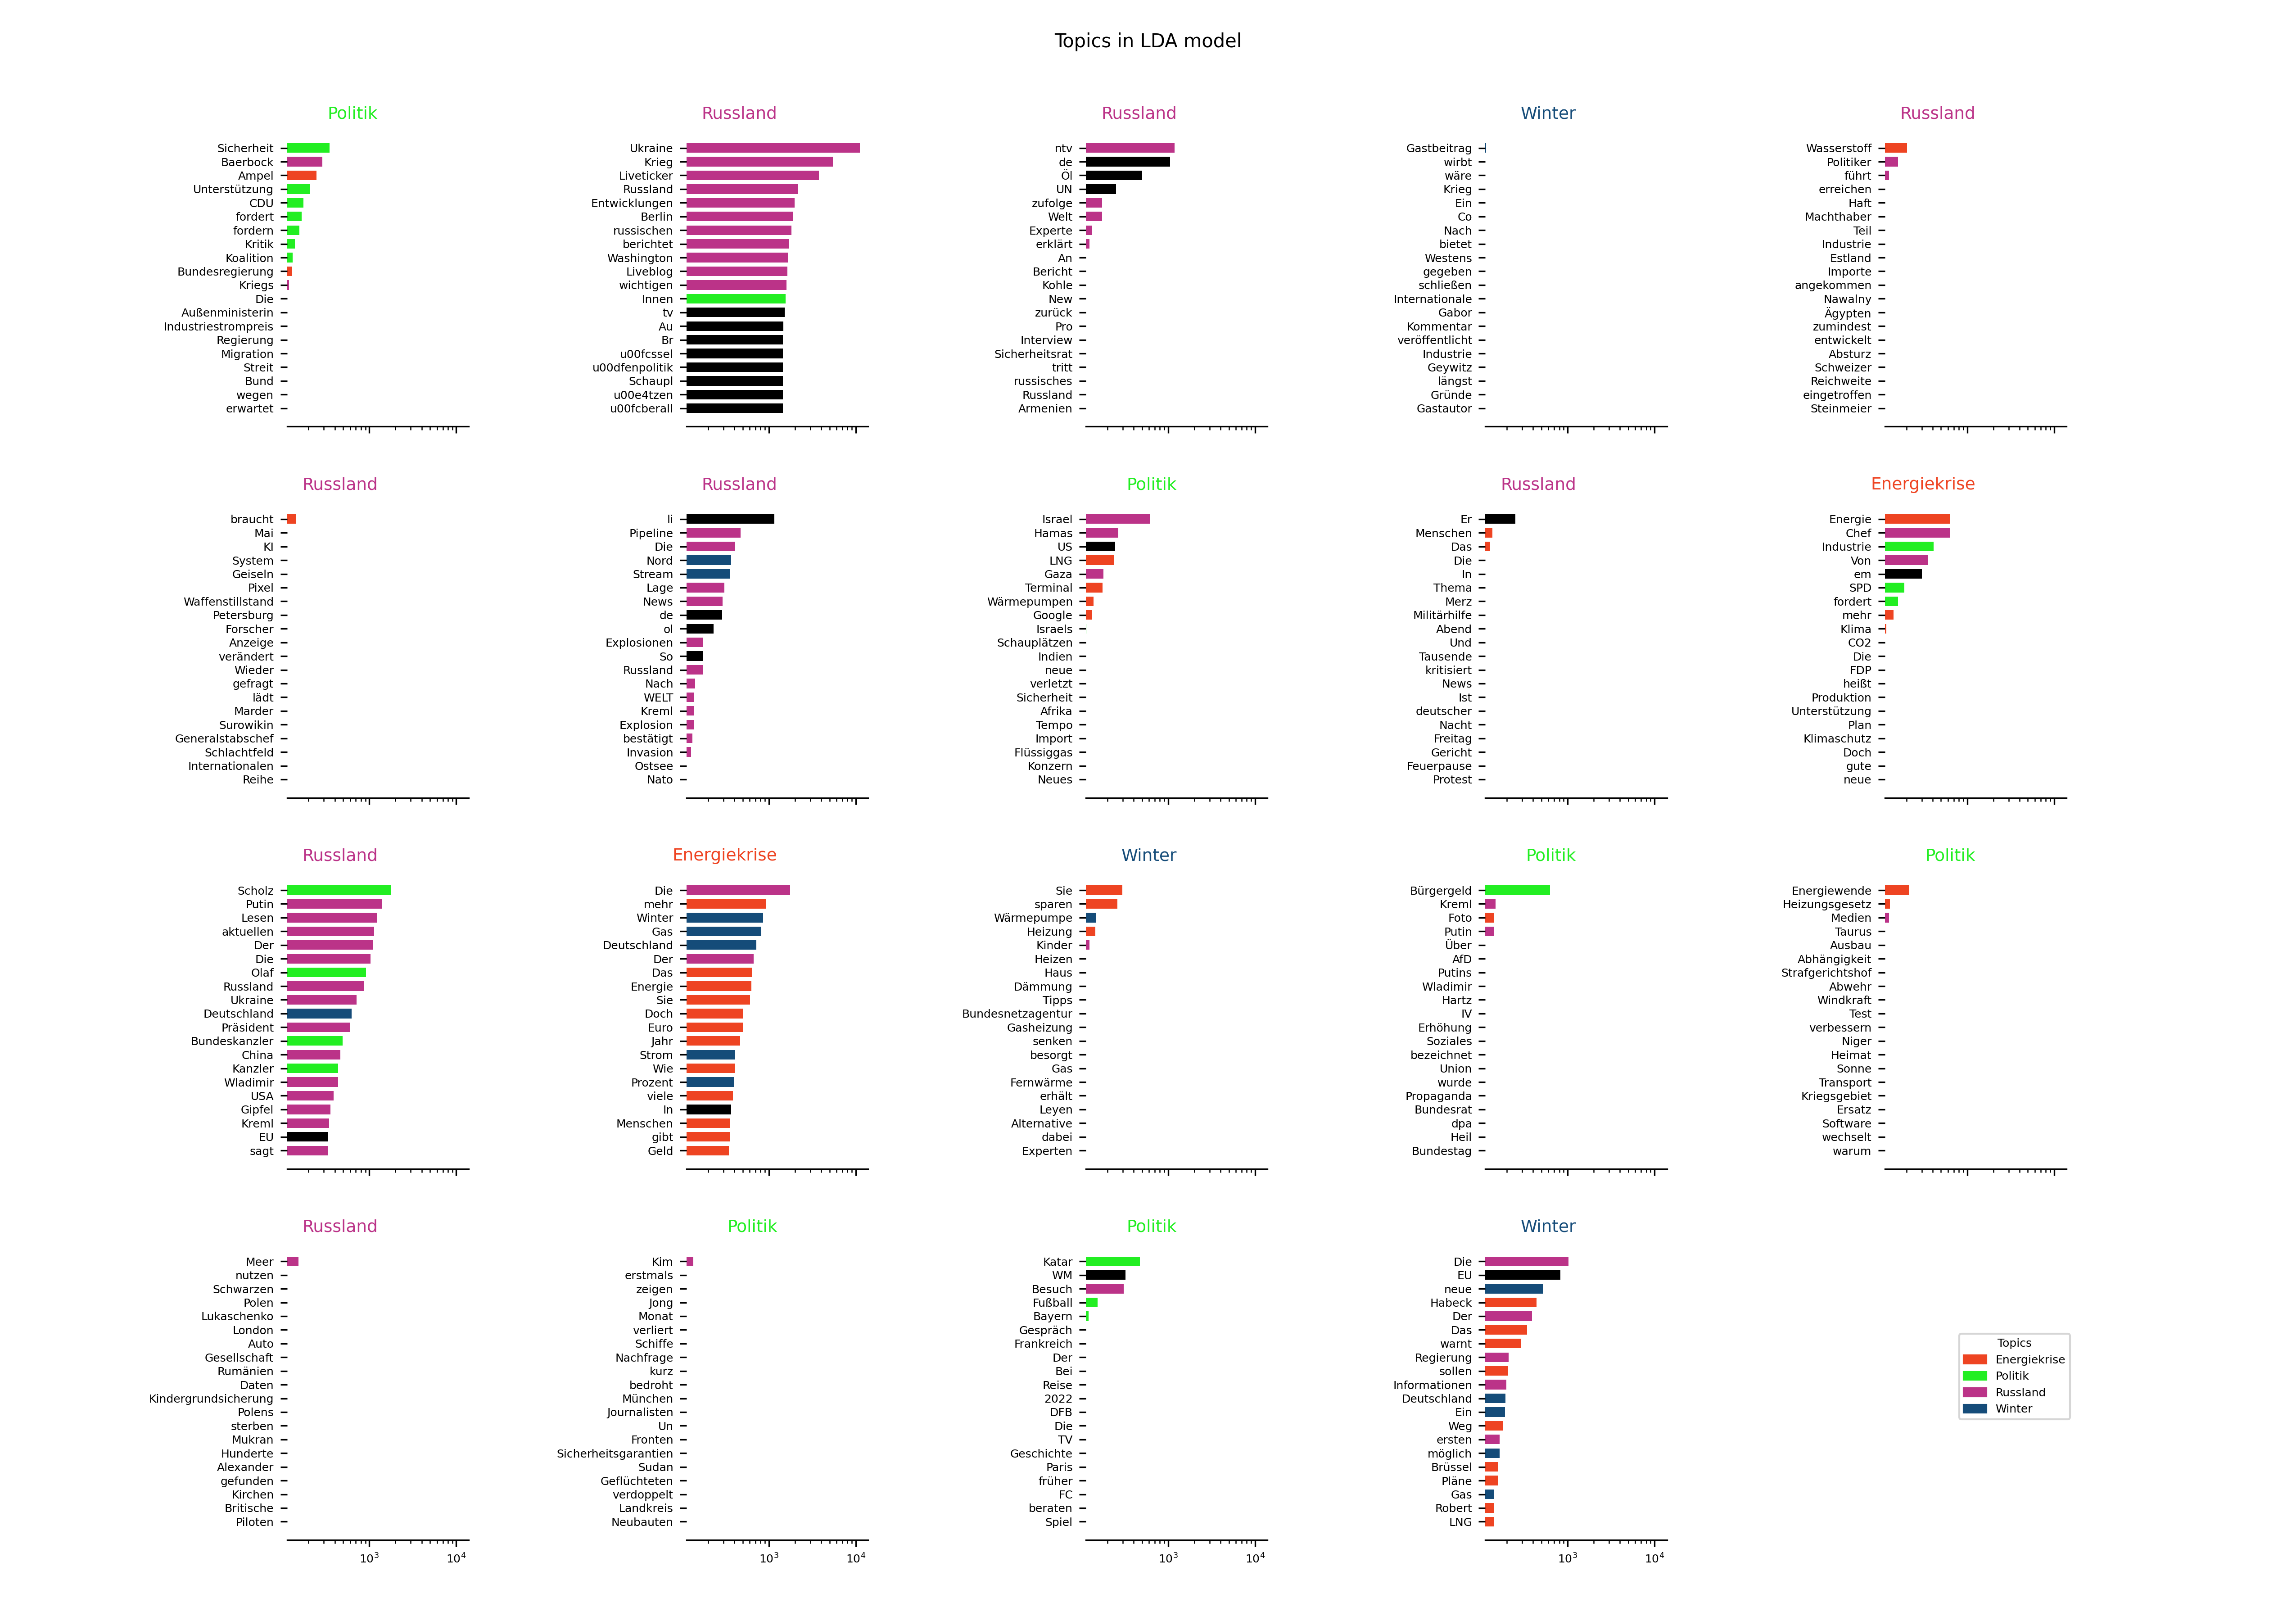 Topics in LDA model
Politik
Sicherheit
Baerbock
Ampel
Unterstützung
CDU
fordert
fordern
Kritik
Koalition
Bundesregierung
Kriegs
Die
Außenministerin
Industriestrompreis
Regierung
Migration
Streit
Bund
wegen
erwartet
Russland
Ukraine
Krieg
Liveticker
Russland
Entwicklungen
Berlin
russischen
berichtet
Washington
Liveblog
wichtigen
Innen
tv
Au
Br
u00fcssel
u00dfenpolitik
Schaupl
u00e4tzen
u00fcberall
Russland
ntv
de
Öl
UN
zufolge
Welt
Experte
erklärt
An
Bericht
Kohle
New
zurück
Pro
Interview
Sicherheitsrat
tritt
russisches
Russland
Armenien
Winter
Gastbeitrag
wirbt
wäre
Krieg
Ein
Co
Nach
bietet
Westens
gegeben
schließen
Internationale
Gabor
Kommentar
veröffentlicht
Industrie
Geywitz
längst
Gründe
Gastautor
Russland
Wasserstoff
Politiker
führt
erreichen
Haft
Machthaber
Teil
Industrie
Estland
Importe
angekommen
Nawalny
Ägypten
zumindest
entwickelt
Absturz
Schweizer
Reichweite
eingetroffen
Steinmeier
Russland
braucht
Mai
KI
System
Geiseln
Pixel
Waffenstillstand
Petersburg
Forscher
Anzeige
verändert
Wieder
gefragt
lädt
Marder
Surowikin
Generalstabschef
Schlachtfeld
Internationalen
Reihe
Russland
li
Pipeline
Die
Nord
Stream
Lage
News
de
ol
Explosionen
So
Russland
Nach
WELT
Kreml
Explosion
bestätigt
Invasion
Ostsee
Nato
Politik
Israel
Hamas
US
LNG
Gaza
Terminal
Wärmepumpen
Google
Israels
Schauplätzen
Indien
neue
verletzt
Sicherheit
Afrika
Tempo
Import
Flüssiggas
Konzern
Neues
Russland
Er
Menschen
Das
Die
In
Thema
Merz
Militärhilfe
Abend
Und
Tausende
kritisiert
News
Ist
deutscher
Nacht
Freitag
Gericht
Feuerpause
Protest
Energiekrise
Energie
Chef
Industrie
Von
em
SPD
fordert
mehr
Klima
CO2
Die
FDP
heißt
Produktion
Unterstützung
Plan
Klimaschutz
Doch
gute
neue
Russland
Scholz
Putin
Lesen
aktuellen
Der
Die
Olaf
Russland
Ukraine
Deutschland
Präsident
Bundeskanzler
China
Kanzler
Wladimir
USA
Gipfel
Kreml
EU
sagt
Energiekrise
Die
mehr
Winter
Gas
Deutschland
Der
Das
Energie
Sie
Doch
Euro
Jahr
Strom
Wie
Prozent
viele
In
Menschen
gibt
Geld
Winter
Sie
sparen
Wärmepumpe
Heizung
Kinder
Heizen
Haus
Dämmung
Tipps
Bundesnetzagentur
Gasheizung
senken
besorgt
Gas
Fernwärme
erhält
Leyen
Alternative
dabei
Experten
Politik
Bürgergeld
Kreml
Foto
Putin
Über
AfD
Putins
Wladimir
Hartz
IV
Erhöhung
Soziales
bezeichnet
Union
wurde
Propaganda
Bundesrat
dpa
Heil
Bundestag
Politik
Energiewende
Heizungsgesetz
Medien
Taurus
Ausbau
Abhängigkeit
Strafgerichtshof
Abwehr
Windkraft
Test
verbessern
Niger
Heimat
Sonne
Transport
Kriegsgebiet
Ersatz
Software
wechselt
warum
Russland
Meer
nutzen
Schwarzen
Polen
Lukaschenko
London
Auto
Gesellschaft
Rumänien
Daten
Kindergrundsicherung
Polens
sterben
Mukran
Hunderte
Alexander
gefunden
Kirchen
Britische
Piloten
10³ 10⁴
Politik
Kim
erstmals
zeigen
Jong
Monat
verliert
Schiffe
Nachfrage
kurz
bedroht
München
Journalisten
Un
Fronten
Sicherheitsgarantien
Sudan
Geflüchteten
verdoppelt
Landkreis
Neubauten
10³ 10⁴
Politik
Katar
WM
Besuch
Fußball
Bayern
Gespräch
Frankreich
Der
Bei
Reise
2022
DFB
Die
TV
Geschichte
Paris
früher
FC
beraten
Spiel
10³ 10⁴
Winter
Die
EU
neue
Habeck
Der
Das
warnt
Regierung
sollen
Informationen
Deutschland
Ein
Weg
ersten
möglich
Brüssel
Pläne
Gas
Robert
LNG
10³ 10⁴
Topics
Energiekrise
Politik
Russland
Winter